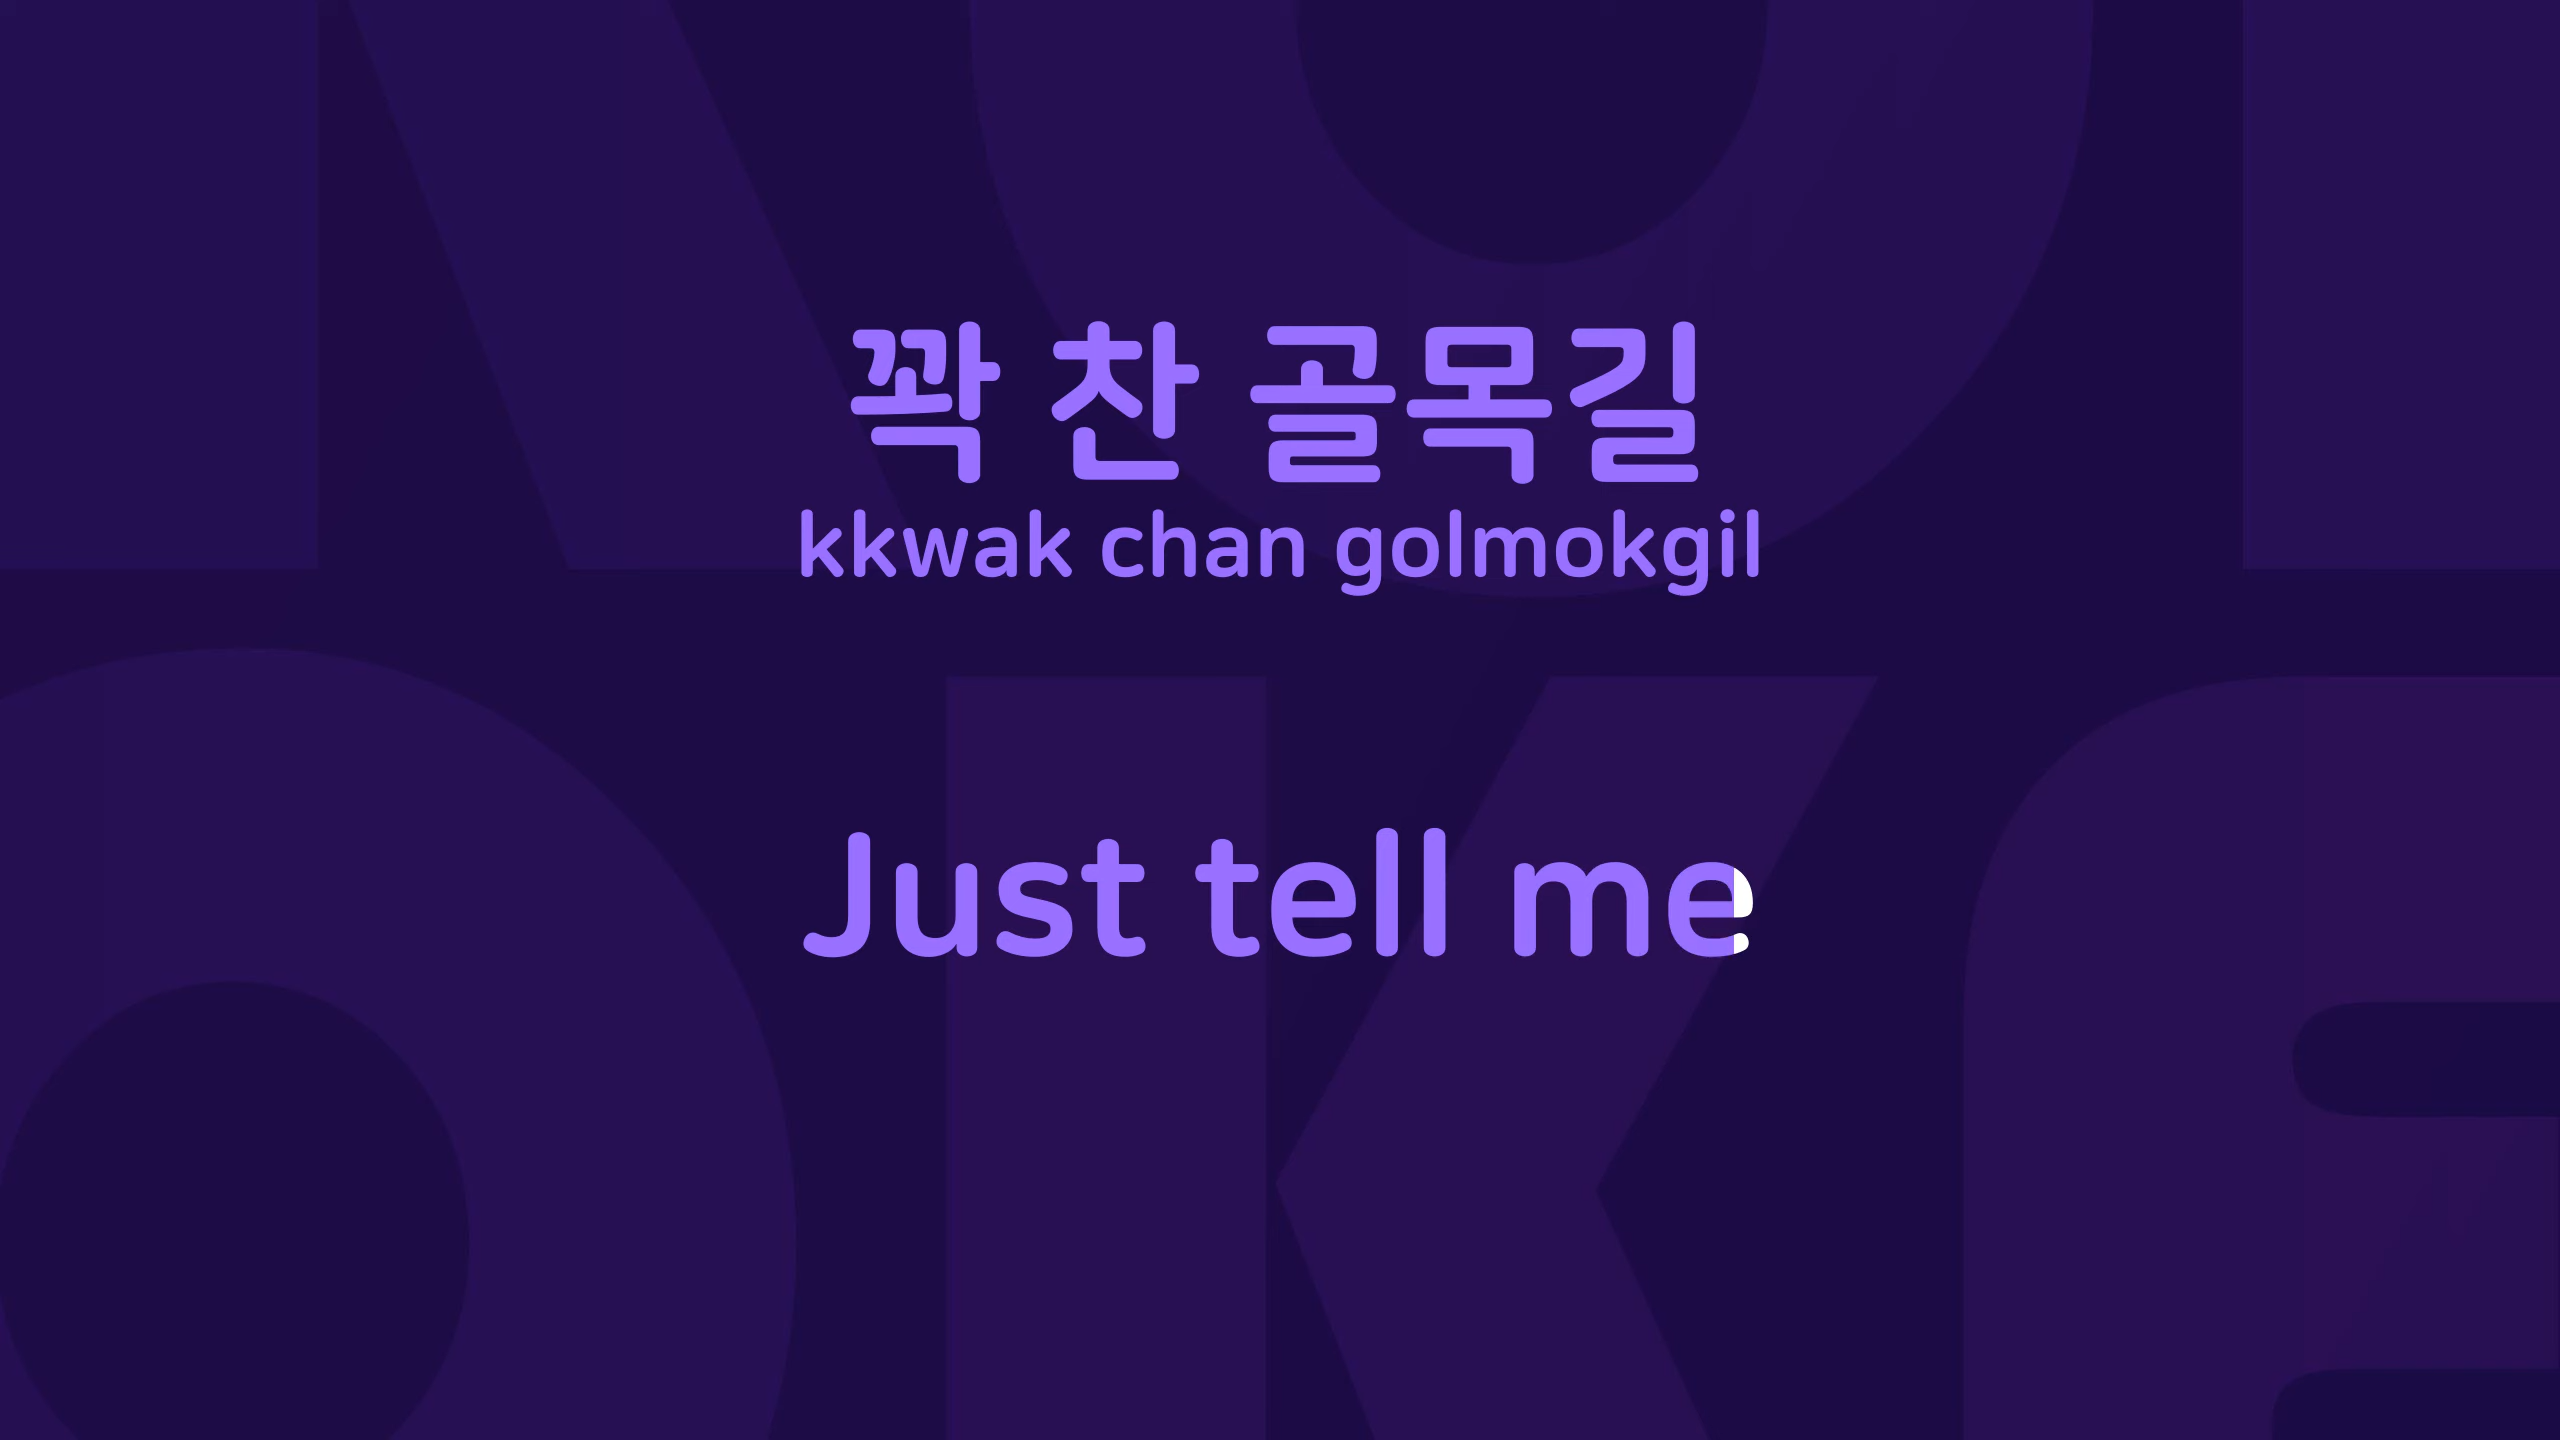 꽉 찬 골목길
kkwak chan golmokgil
Just tell me